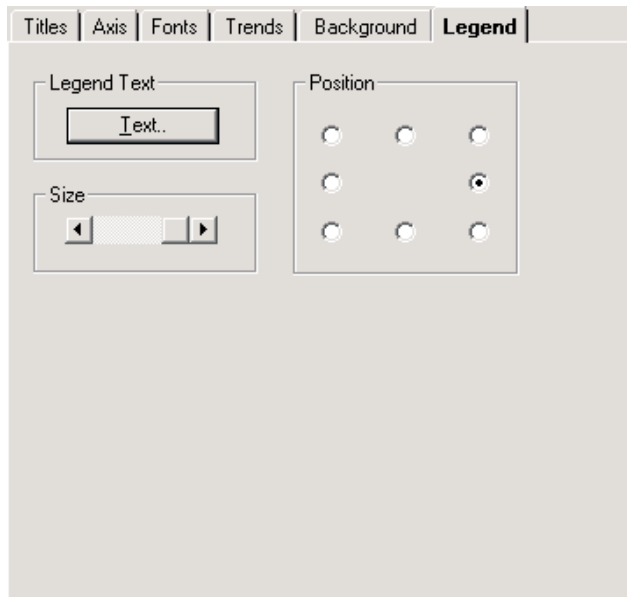 Titles Axis Fonts Trends Background Legend
Legend Text
Text..
Size
Position